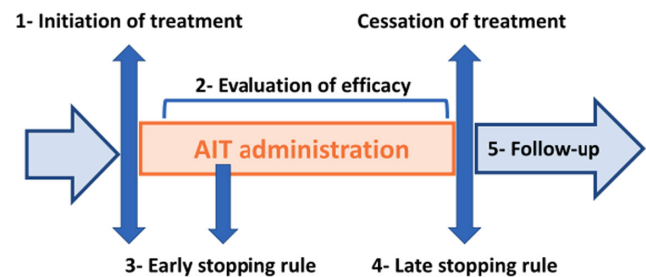 1- Initiation of treatment
Cessation of treatment
2- Evaluation of efficacy
AIT administration
5- Follow-up
3- Early stopping rule
4- Late stopping rule